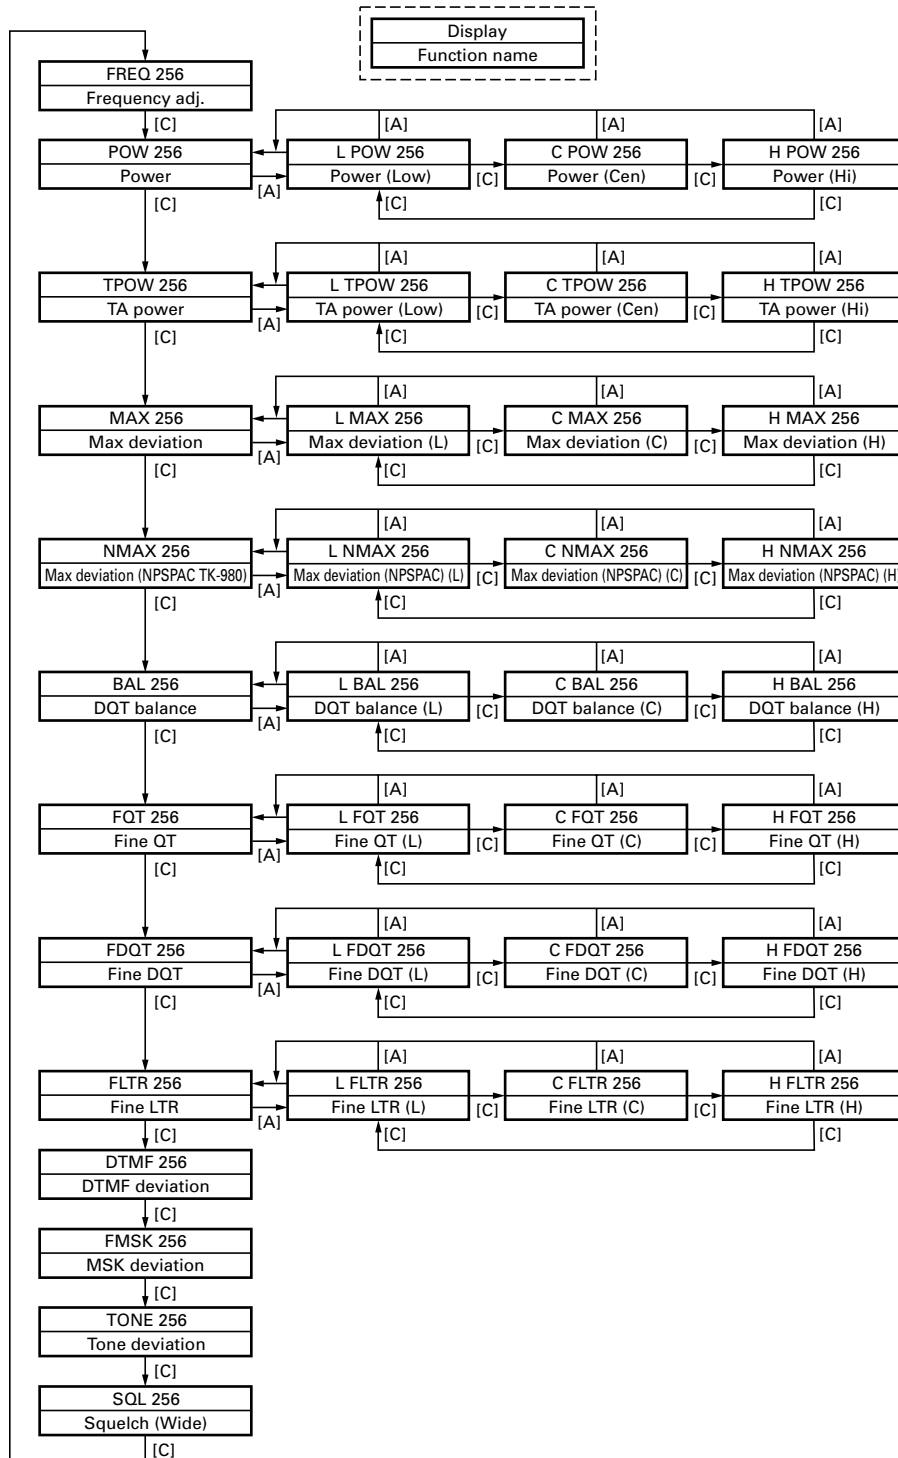 Display
Function name
FREQ 256
Frequency adj.
[C]
[A] [A] [A]
POW 256 L POW 256 C POW 256 H POW 256
Power Power (Low) Power (Cen) Power (Hi)
[A] [C] [C]
[C] [C] [C]
[A] [A] [A]
TPOW 256 L TPOW 256 C TPOW 256 H TPOW 256
TA power TA power (Low) TA power (Cen) TA power (Hi)
[A] [C] [C]
[C] [C] [C]
[A] [A] [A]
MAX 256 L MAX 256 C MAX 256 H MAX 256
Max deviation Max deviation (L) Max deviation (C) Max deviation (H)
[A] [C] [C]
[C] [C] [C]
[A] [A] [A]
NMAX 256 L NMAX 256 C NMAX 256 H NMAX 256
Max deviation (NPSPAC TK-980) Max deviation (NPSPAC) (L) Max deviation (NPSPAC) (C) Max deviation (NPSPAC) (H)
[A] [C] [C]
[C] [C] [C]
[A] [A] [A]
BAL 256 L BAL 256 C BAL 256 H BAL 256
DQT balance DQT balance (L) DQT balance (C) DQT balance (H)
[A] [C] [C]
[C] [C] [C]
[A] [A] [A]
FQT 256 L FQT 256 C FQT 256 H FQT 256
Fine QT Fine QT (L) Fine QT (C) Fine QT (H)
[A] [C] [C]
[C] [C] [C]
[A] [A] [A]
FDQT 256 L FDQT 256 C FDQT 256 H FDQT 256
Fine DQT Fine DQT (L) Fine DQT (C) Fine DQT (H)
[A] [C] [C]
[C] [C] [C]
[A] [A] [A]
FLTR 256 L FLTR 256 C FLTR 256 H FLTR 256
Fine LTR Fine LTR (L) Fine LTR (C) Fine LTR (H)
[A] [C] [C]
[C] [C] [C]
DTMF 256
DTMF deviation
[C]
FMSK 256
MSK deviation
[C]
TONE 256
Tone deviation
[C]
SQL 256
Squelch (Wide)
[C]